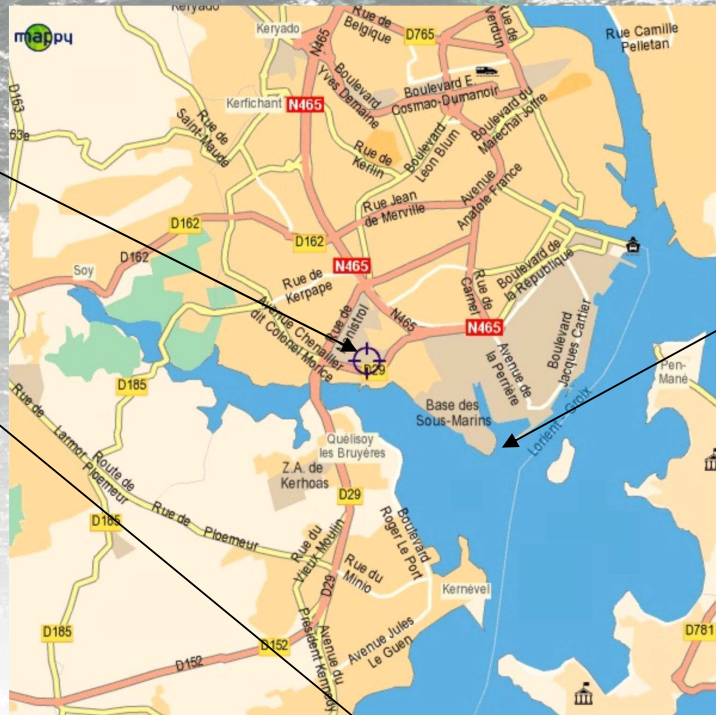 mappy
Keryado
Keryado
N465
Rue de
Belgique
D765
Rue de
Verdun
Rue Camille
Pelletan
D163
63e
Kerfichant
N465
Boulevard
Yves Demaine
Boulevard E.
Cosmao-Dumanoir
Rue de
Saint-Maudé
Rue de
Kerlin
Boulevard
Léon Blum
Boulevard du
Maréchal Joffre
Rue Jean
de Merville
Avenue
Anatole France
D162
D162
D162
Soy
N465
Rue de
Kerpape
Boulevard de
la République
Rue de
Carnel
Avenue Chenailler
dit Colonel Morice
Rue de
N465
N465
Avenue de
la Perrière
Boulevard
Jacques Cartier
D29
D185
Base des
Sous-Marins
Pen-
Mané
Lorient - Groix
Rue de
Larmor Ploemeur
Route de
Rue de Ploemeur
D185
Quélisoy
les Bruyères
Z.A. de
Kerhoas
D29
Rue du
Vieux Moulin
Boulevard
Roger Le Port
Rue du
Minio
Kernével
D29
D185
D152
D152
Avenue du
Président Kennedy
Avenue Jules
Le Guen
D781